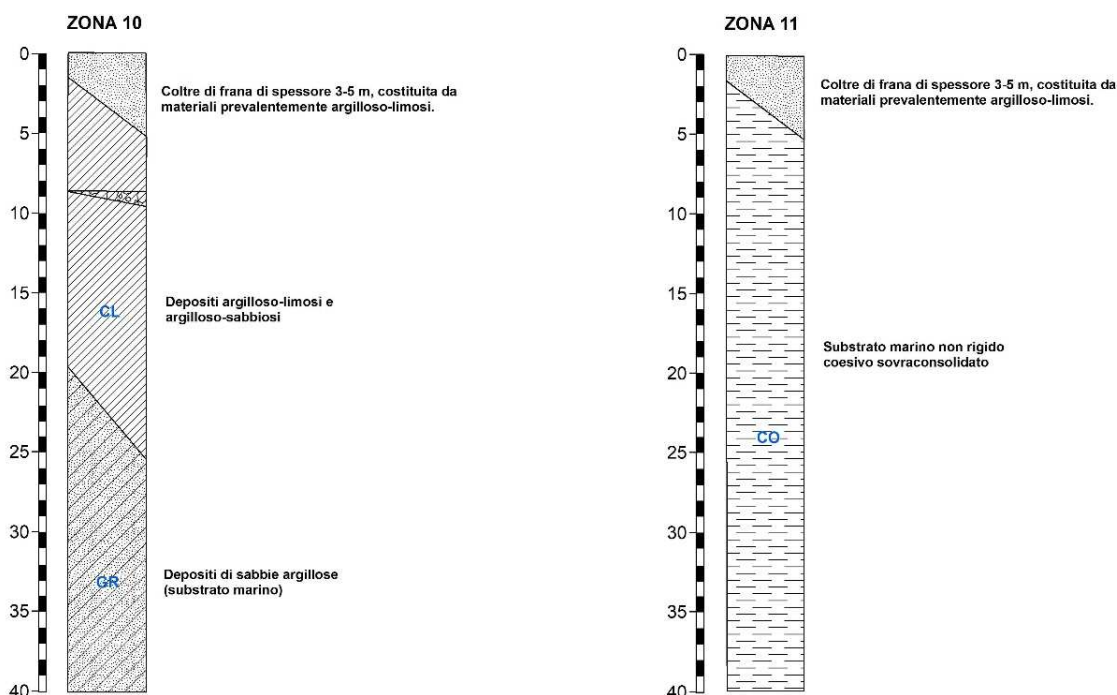 ZONA 10
0
5
10
15
20
25
30
35
40
Coltre di frana di spessore 3-5 m, costituita da
materiali prevalentemente argilloso-limosi.
Depositi argilloso-limosi e
argilloso-sabbiosi
CL
Depositi di sabbie argillose
(substrato marino)
GR
ZONA 11
0
5
10
15
20
25
30
35
40
Coltre di frana di spessore 3-5 m, costituita da
materiali prevalentemente argilloso-limosi.
Substrato marino non rigido
coesivo sovraconsolidato
CO